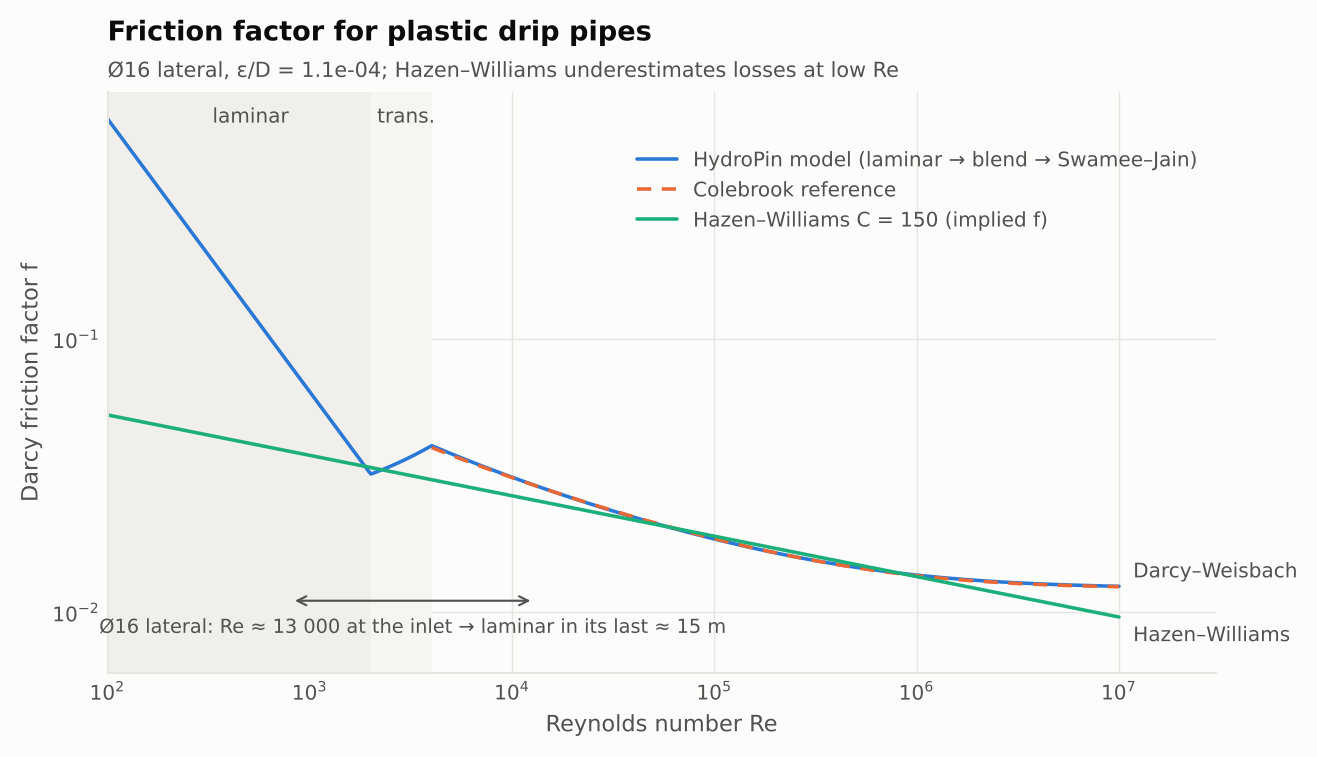 Friction factor for plastic drip pipes
Ø16 lateral, ε/D = 1.1e-04; Hazen–Williams underestimates losses at low Re
laminar
trans.
HydroPin model (laminar → blend → Swamee–Jain)
Colebrook reference
Hazen–Williams C = 150 (implied f)
Darcy friction factor f
10⁻¹
10⁻²
Darcy–Weisbach
Hazen–Williams
Ø16 lateral: Re ≈ 13 000 at the inlet → laminar in its last ≈ 15 m
10² 10³ 10⁴ 10⁵ 10⁶ 10⁷
Reynolds number Re